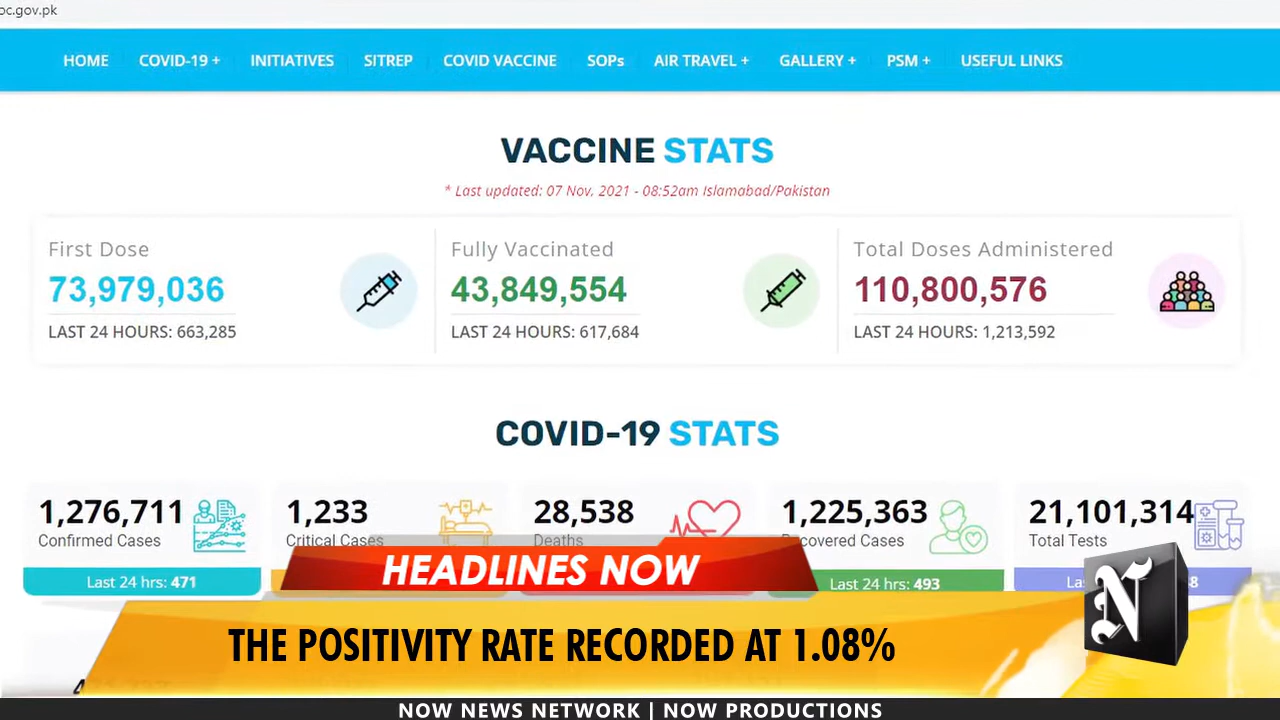 oc.gov.pk
HOME COVID-19 + INITIATIVES SITREP COVID VACCINE SOPs AIR TRAVEL + GALLERY + PSM + USEFUL LINKS
VACCINE STATS
* Last updated: 07 Nov, 2021 - 08:52am Islamabad/Pakistan
First Dose
73,979,036
LAST 24 HOURS: 663,285
Fully Vaccinated
43,849,554
LAST 24 HOURS: 617,684
Total Doses Administered
110,800,576
LAST 24 HOURS: 1,213,592
COVID-19 STATS
1,276,711
Confirmed Cases
Last 24 hrs: 471
1,233
Critical Cases
28,538
Deaths
1,225,363
Recovered Cases
Last 24 hrs: 493
21,101,314
Total Tests
HEADLINES NOW
THE POSITIVITY RATE RECORDED AT 1.08%
N
NOW NEWS NETWORK | NOW PRODUCTIONS